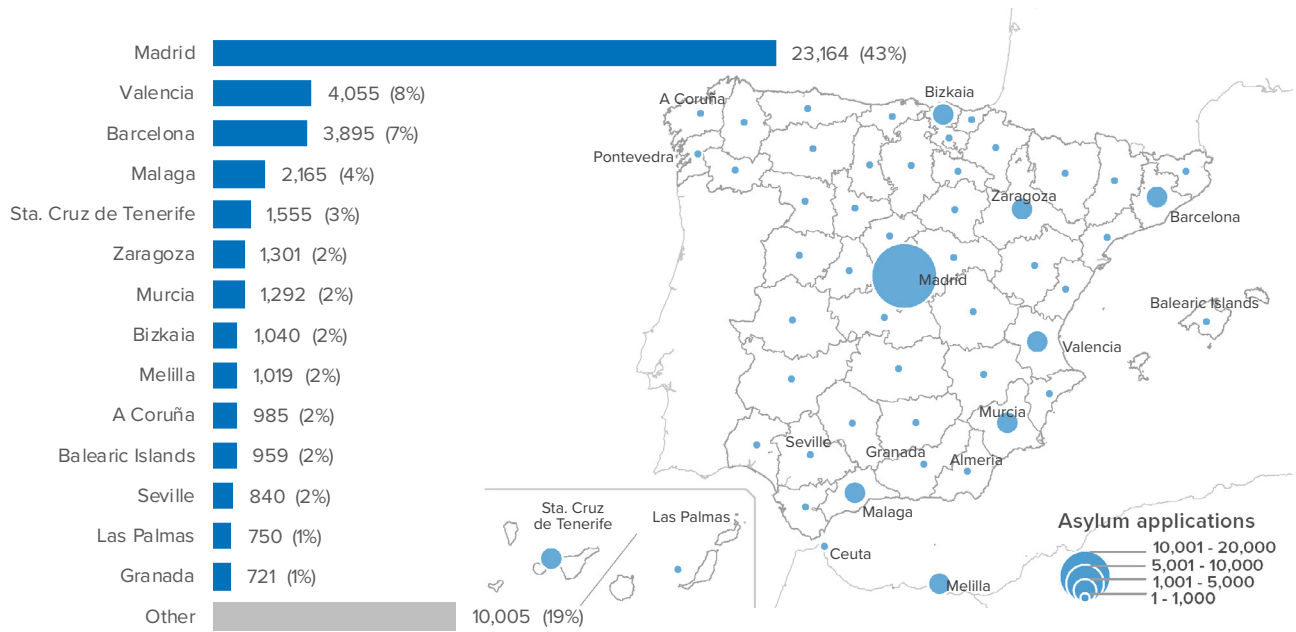 Madrid 23,164 (43%)
Valencia 4,055 (8%)
Barcelona 3,895 (7%)
Malaga 2,165 (4%)
Sta. Cruz de Tenerife 1,555 (3%)
Zaragoza 1,301 (2%)
Murcia 1,292 (2%)
Bizkaia 1,040 (2%)
Melilla 1,019 (2%)
A Coruña 985 (2%)
Balearic Islands 959 (2%)
Seville 840 (2%)
Las Palmas 750 (1%)
Granada 721 (1%)
Other 10,005 (19%)
A Coruña
Bizkaia
Pontevedra
Zaragoza
Barcelona
Madrid
Balearic Islands
Valencia
Murcia
Seville
Granada
Almeria
Malaga
Sta. Cruz
de Tenerife
Las Palmas
Ceuta
Melilla
Asylum applications
10,001 - 20,000
5,001 - 10,000
1,001 - 5,000
1 - 1,000